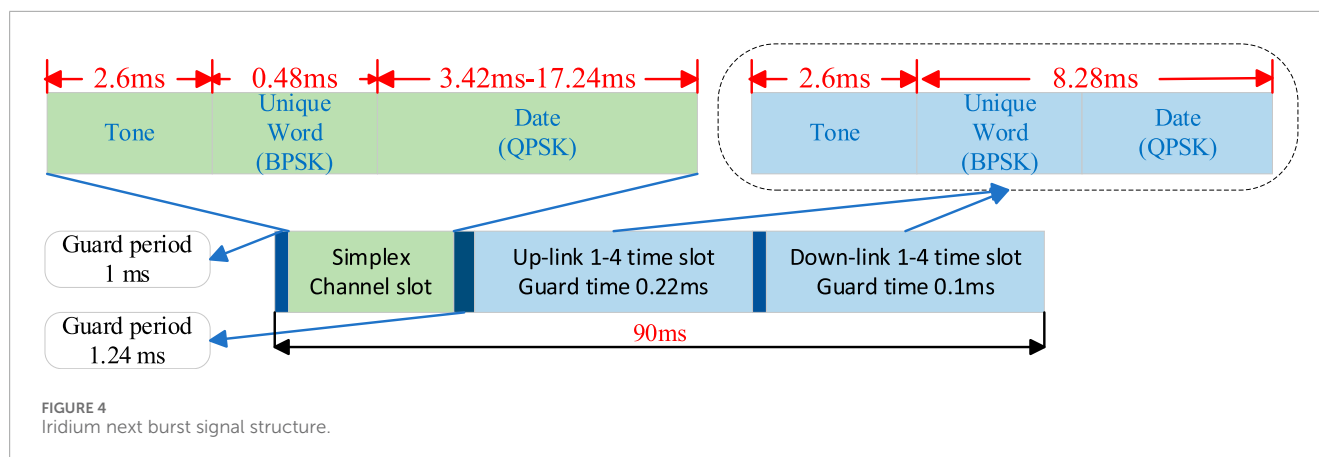 2.6ms 0.48ms 3.42ms-17.24ms 2.6ms 8.28ms
Tone
Unique
Word
(BPSK)
Date
(QPSK)
Tone
Unique
Word
(BPSK)
Date
(QPSK)
Guard period
1 ms
Simplex
Channel slot
Up-link 1-4 time slot
Guard time 0.22ms
Down-link 1-4 time slot
Guard time 0.1ms
Guard period
1.24 ms
90ms
FIGURE 4
Iridium next burst signal structure.